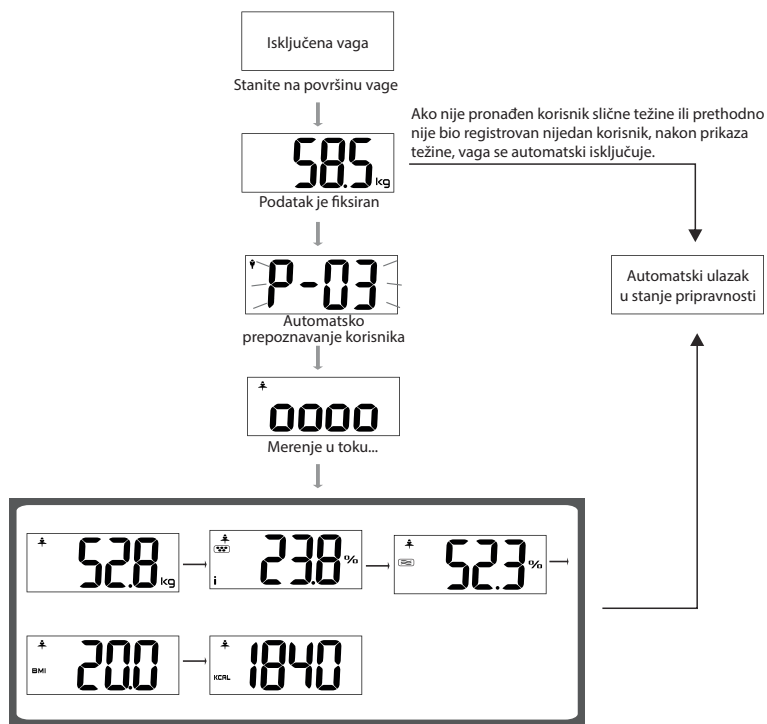 Isključena vaga
Stanite na površinu vage
Ako nije pronađen korisnik slične težine ili prethodno
nije bio registrovan nijedan korisnik, nakon prikaza
težine, vaga se automatski isključuje.
58.5 kg
Podatak je fiksiran
P-03
Automatsko
prepoznavanje korisnika
Automatski ulazak
u stanje pripravnosti
oooo
Merenje u toku...
52.8 kg
23.8 %
i
52.3 %
BMI 20.0
KCAL 1840